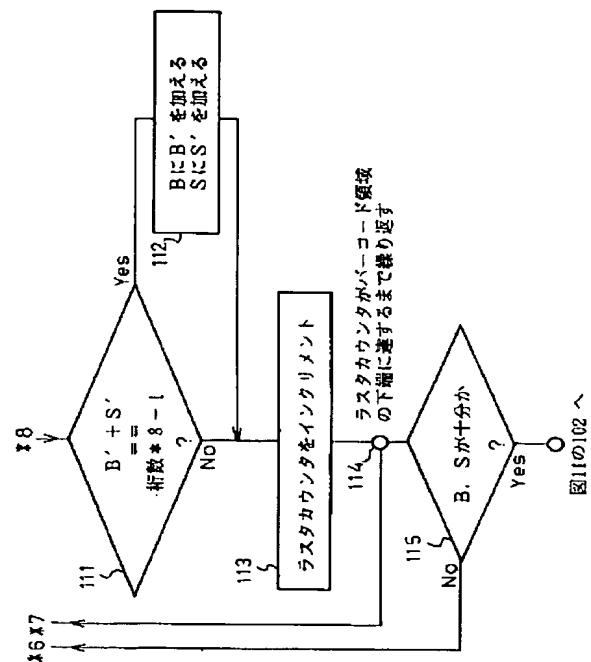 ※8
B'+S'
==
桁数*8-1
?
111
Yes
No
BにB'を加える
SにS'を加える
112
ラスタカウンタをインクリメント
113
ラスタカウンタがバーコード領域
の下端に達するまで繰り返す
114
B．Sが十分か
?
115
No
Yes
図11の102へ
※6※7